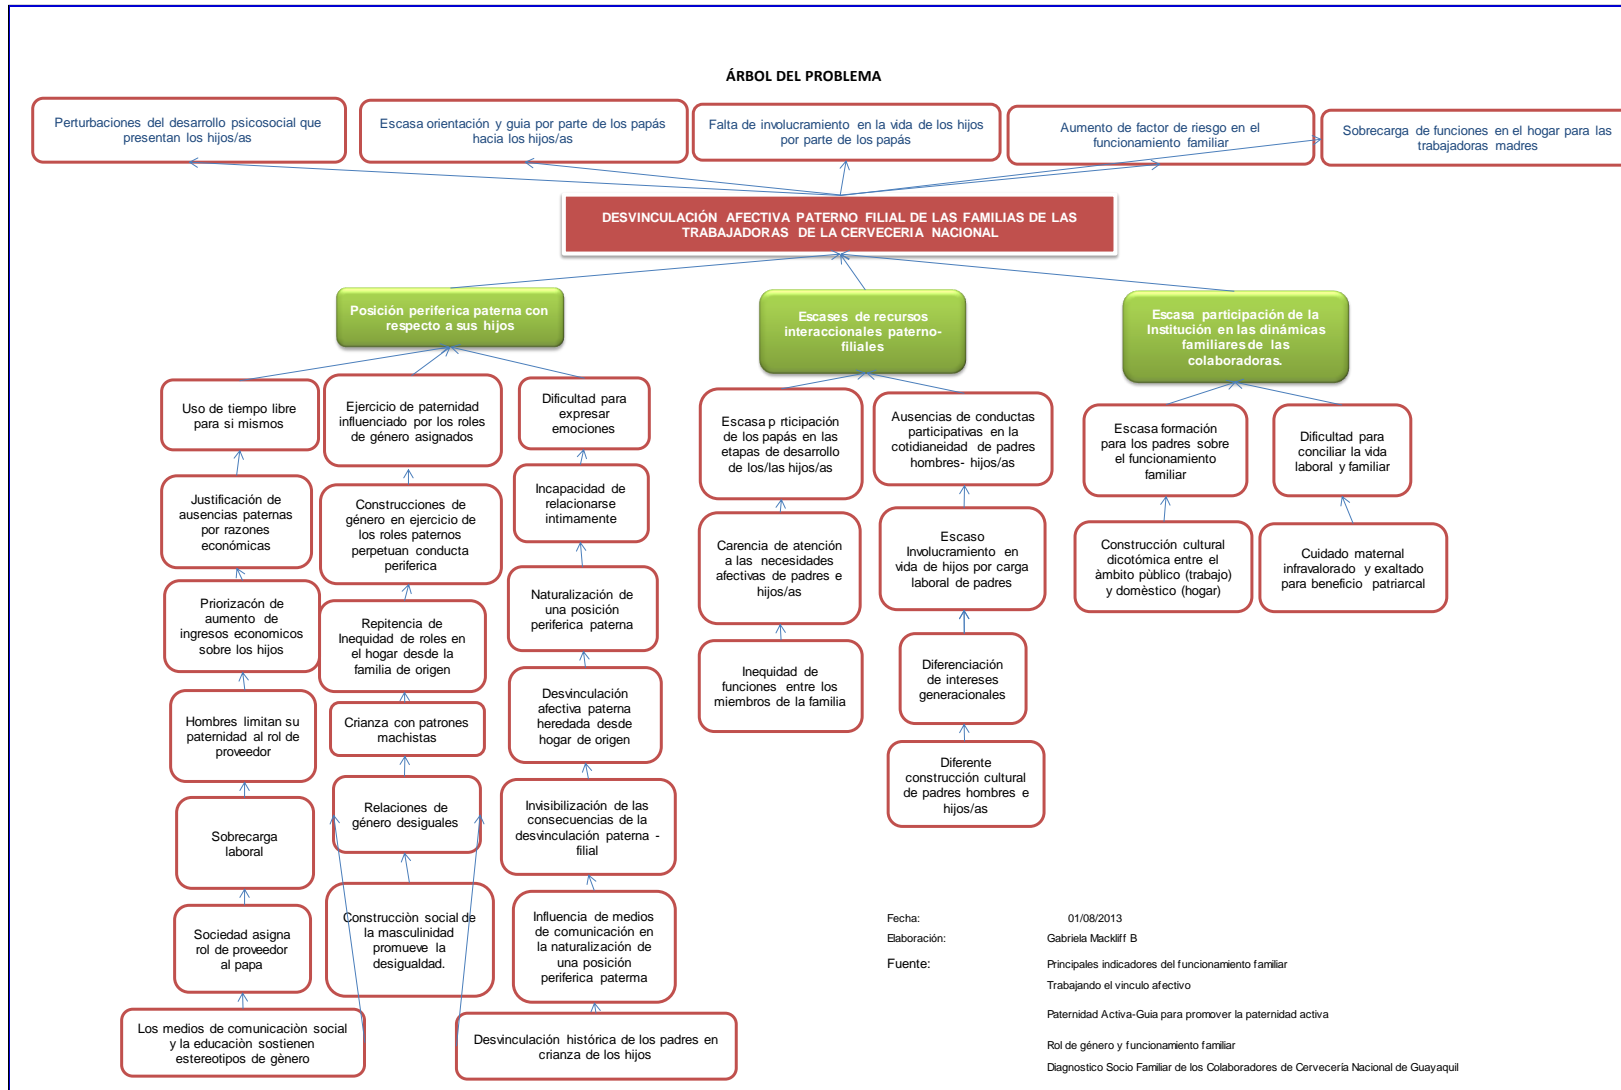 ÁRBOL DEL PROBLEMA
Perturbaciones del desarrollo psicosocial que
presentan los hijos/as
Escasa orientación y guia por parte de los papás
hacia los hijos/as
Falta de involucramiento en la vida de los hijos
por parte de los papás
Aumento de factor de riesgo en el
funcionamiento familiar
Sobrecarga de funciones en el hogar para las
trabajadoras madres
DESVINCULACIÓN AFECTIVA PATERNO FILIAL DE LAS FAMILIAS DE LAS
TRABAJADORAS DE LA CERVECERIA NACIONAL
Posición periferica paterna con
respecto a sus hijos
Escases de recursos
interaccionales paterno-
filiales
Escasa participación de la
Institución en las dinámicas
familiares de las
colaboradoras.
Uso de tiempo libre
para si mismos
Justificación de
ausencias paternas
por razones
económicas
Priorizacón de
aumento de
ingresos economicos
sobre los hijos
Hombres limitan su
paternidad al rol de
proveedor
Sobrecarga
laboral
Sociedad asigna
rol de proveedor
al papa
Los medios de comunicaciòn social
y la educaciòn sostienen
estereotipos de gènero
Ejercicio de paternidad
influenciado por los roles
de género asignados
Construcciones de
género en ejercicio de
los roles paternos
perpetuan conducta
periferica
Repitencia de
Inequidad de roles en
el hogar desde la
familia de origen
Crianza con patrones
machistas
Relaciones de
género desiguales
Construcciòn social de
la masculinidad
promueve la
desigualdad.
Dificultad para
expresar
emociones
Incapacidad de
relacionarse
intimamente
Naturalización de
una posición
periferica paterna
Desvinculación
afectiva paterna
heredada desde
hogar de origen
Invisibilización de las
consecuencias de la
desvinculación paterna -
filial
Influencia de medios
de comunicación en
la naturalización de
una posición
periferica paterma
Desvinculación histórica de los padres en
crianza de los hijos
Escasa p rticipación
de los papás en las
etapas de desarrollo
de los/las hijos/as
Carencia de atención
a las necesidades
afectivas de padres e
hijos/as
Inequidad de
funciones entre los
miembros de la familia
Ausencias de conductas
participativas en la
cotidianeidad de padres
hombres- hijos/as
Escaso
Involucramiento en
vida de hijos por carga
laboral de padres
Diferenciación
de intereses
generacionales
Diferente
construcción cultural
de padres hombres e
hijos/as
Escasa formación
para los padres sobre
el funcionamiento
familiar
Construcción cultural
dicotómica entre el
àmbito pùblico (trabajo)
y domèstico (hogar)
Dificultad para
conciliar la vida
laboral y familiar
Cuidado maternal
infravalorado y exaltado
para beneficio patriarcal
Fecha: 01/08/2013
Elaboración: Gabriela Mackliff B
Fuente: Principales indicadores del funcionamiento familiar
Trabajando el vinculo afectivo
Paternidad Activa-Guia para promover la paternidad activa
Rol de género y funcionamiento familiar
Diagnostico Socio Familiar de los Colaboradores de Cervecería Nacional de Guayaquil